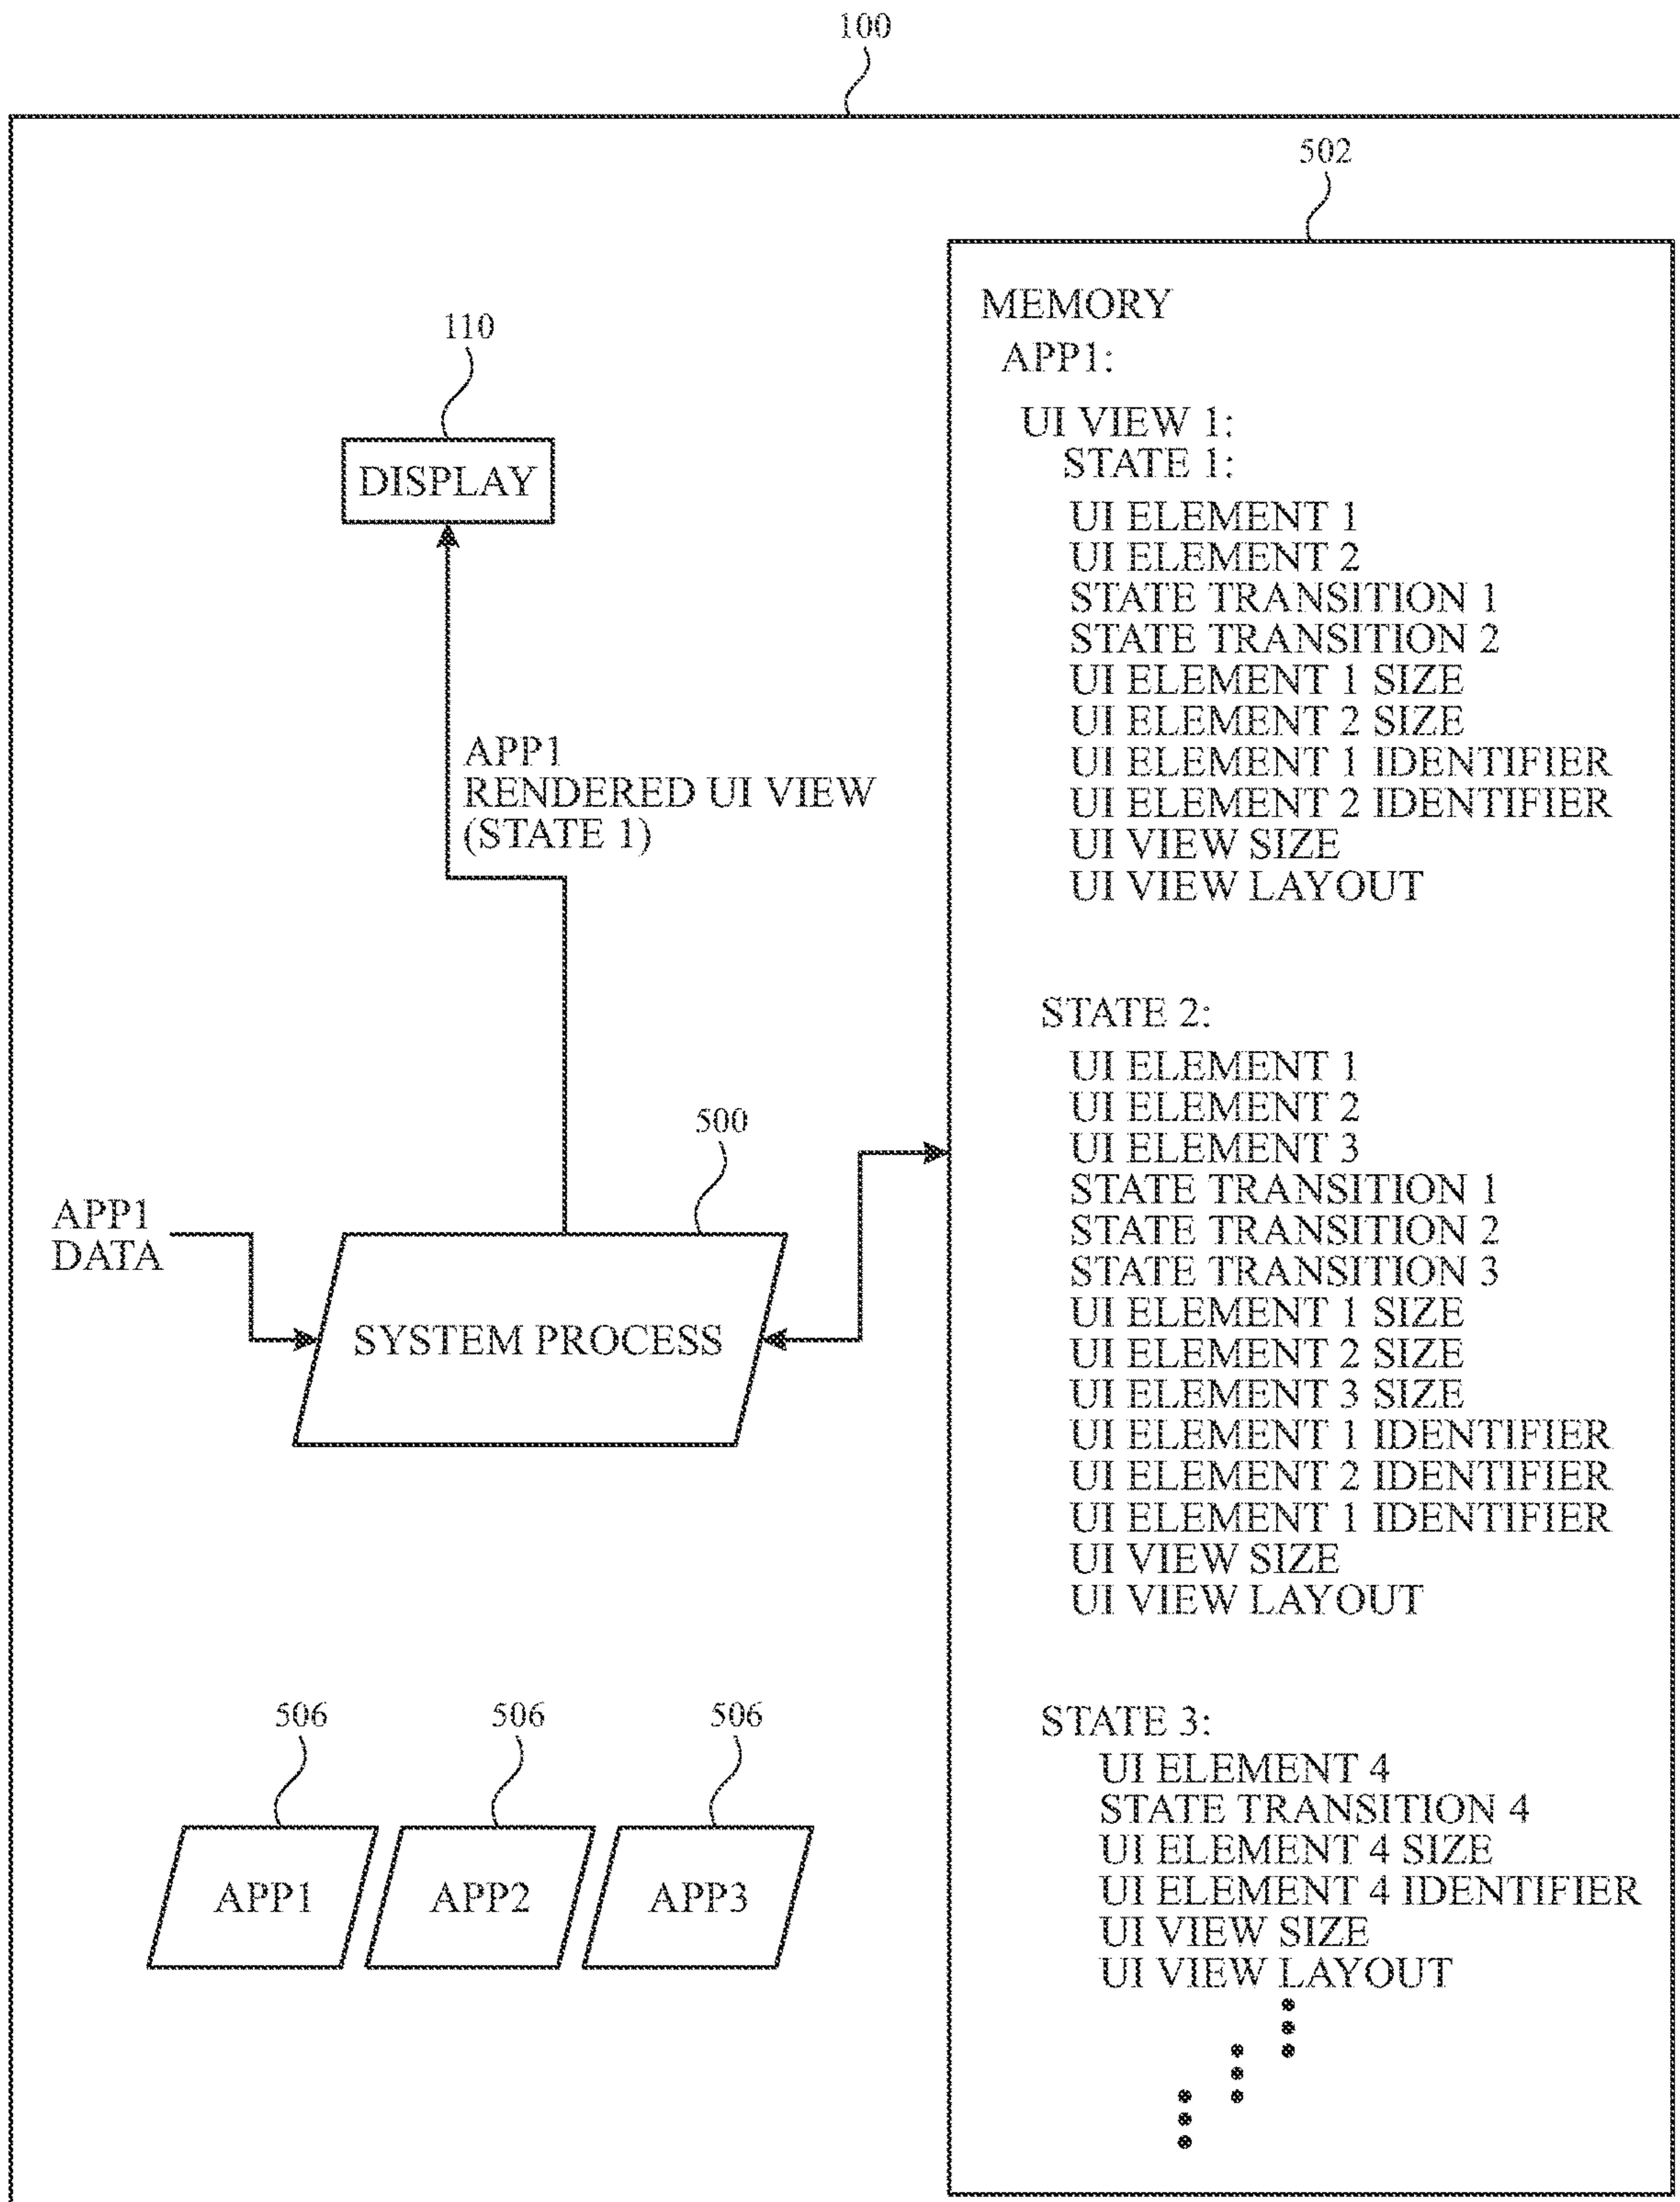 100
502
MEMORY
APP1:
UI VIEW 1:
STATE 1:
UI ELEMENT 1
UI ELEMENT 2
STATE TRANSITION 1
STATE TRANSITION 2
UI ELEMENT 1 SIZE
UI ELEMENT 2 SIZE
UI ELEMENT 1 IDENTIFIER
UI ELEMENT 2 IDENTIFIER
UI VIEW SIZE
UI VIEW LAYOUT
STATE 2:
UI ELEMENT 1
UI ELEMENT 2
UI ELEMENT 3
STATE TRANSITION 1
STATE TRANSITION 2
STATE TRANSITION 3
UI ELEMENT 1 SIZE
UI ELEMENT 2 SIZE
UI ELEMENT 3 SIZE
UI ELEMENT 1 IDENTIFIER
UI ELEMENT 2 IDENTIFIER
UI ELEMENT 1 IDENTIFIER
UI VIEW SIZE
UI VIEW LAYOUT
STATE 3:
UI ELEMENT 4
STATE TRANSITION 4
UI ELEMENT 4 SIZE
UI ELEMENT 4 IDENTIFIER
UI VIEW SIZE
UI VIEW LAYOUT
110
DISPLAY
APP1
RENDERED UI VIEW
(STATE 1)
500
APP1
DATA
SYSTEM PROCESS
506
506
506
APP1
APP2
APP3